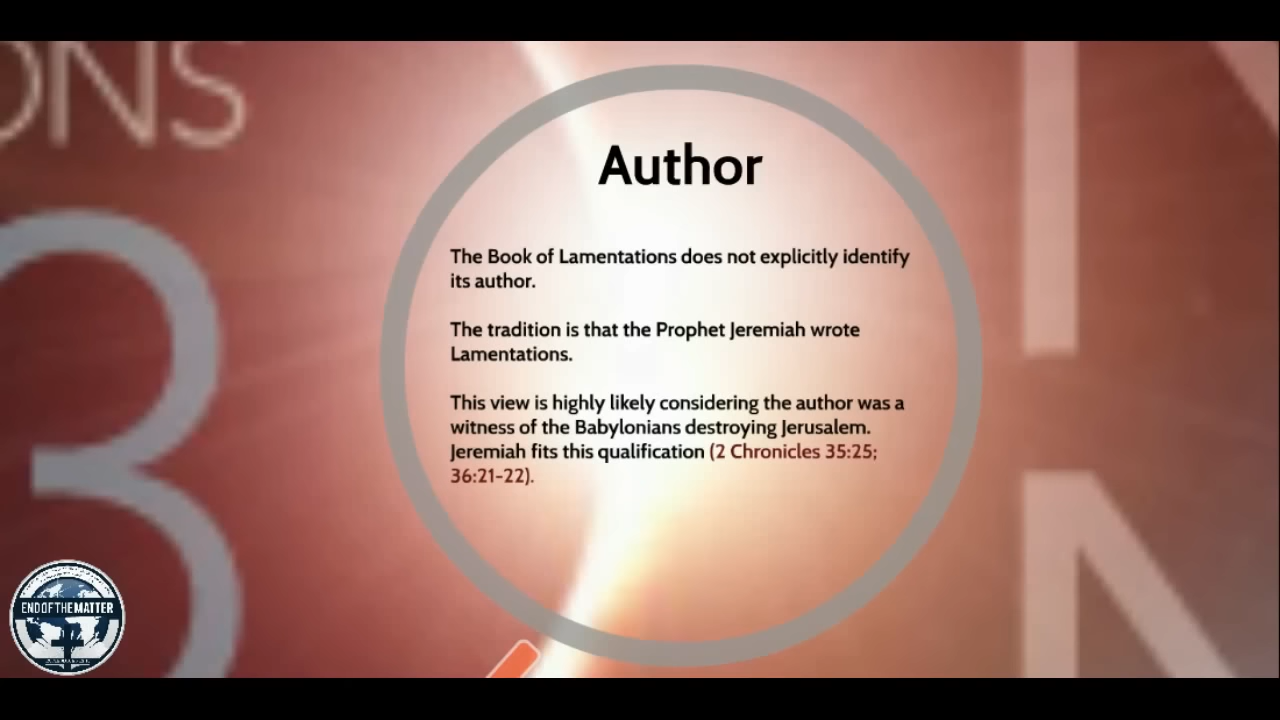 ONS
3
N
Author
The Book of Lamentations does not explicitly identify
its author.
The tradition is that the Prophet Jeremiah wrote
Lamentations.
This view is highly likely considering the author was a
witness of the Babylonians destroying Jerusalem.
Jeremiah fits this qualification (2 Chronicles 35:25;
36:21-22).
END OF THE MATTER